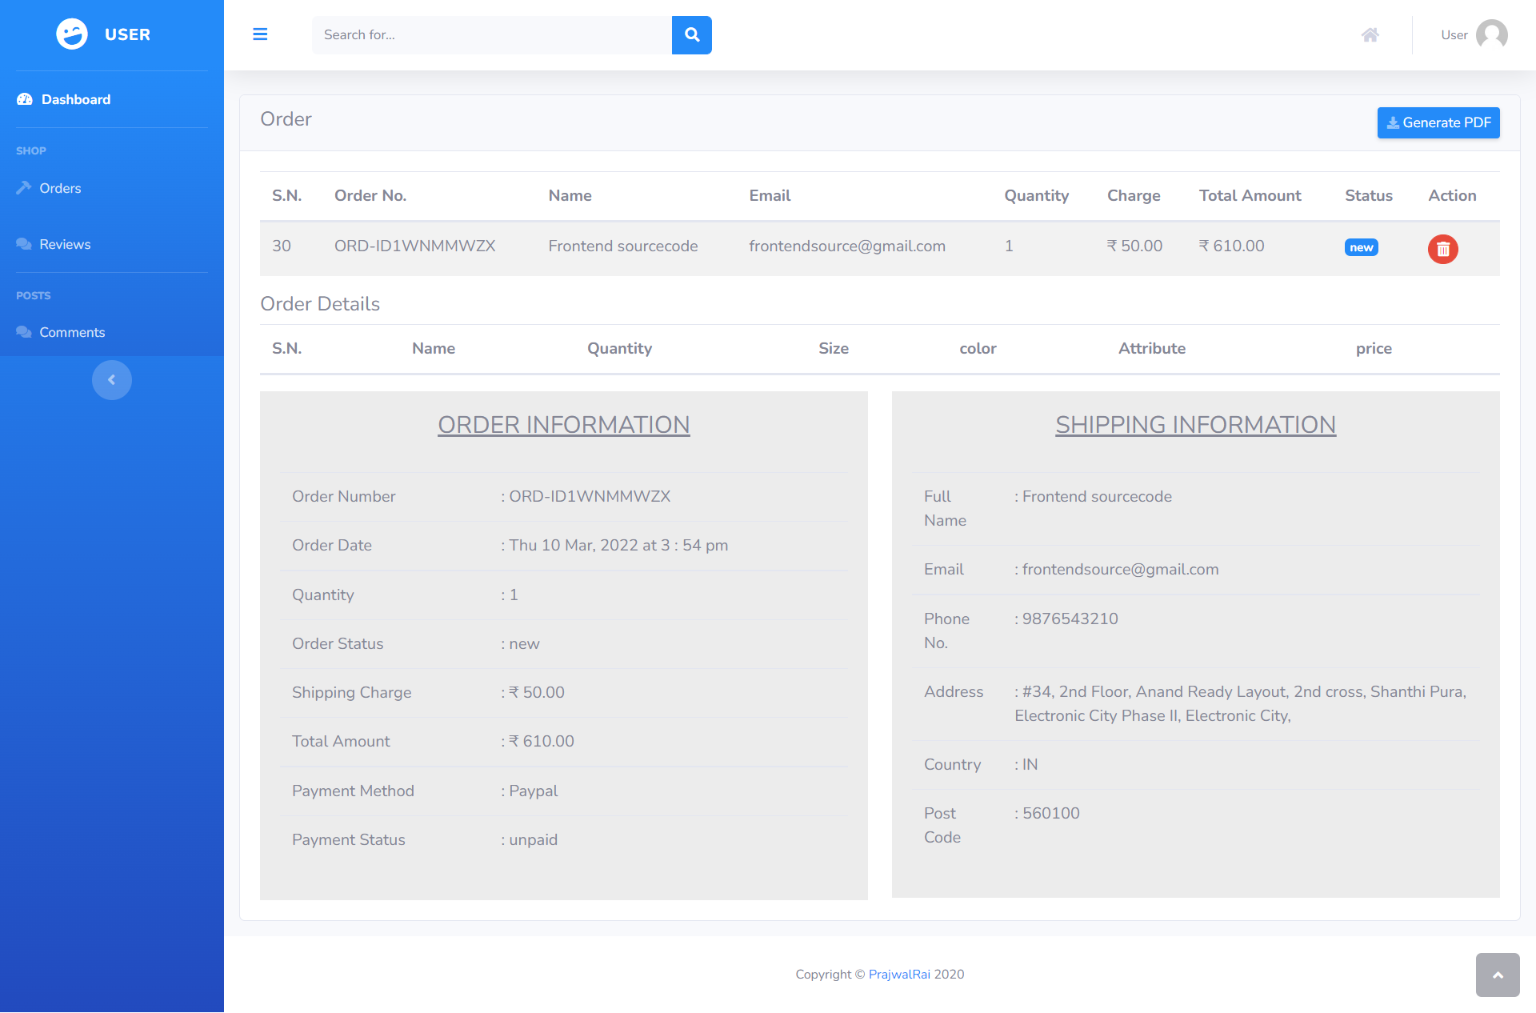 USER
Search for...
User
Dashboard
SHOP
Orders
Reviews
POSTS
Comments
Order
Generate PDF
S.N. Order No. Name Email Quantity Charge Total Amount Status Action
30 ORD-ID1WNMMWZX Frontend sourcecode frontendsource@gmail.com 1 ₹ 50.00 ₹ 610.00 new
Order Details
S.N. Name Quantity Size color Attribute price
ORDER INFORMATION
Order Number : ORD-ID1WNMMWZX
Order Date : Thu 10 Mar, 2022 at 3 : 54 pm
Quantity : 1
Order Status : new
Shipping Charge : ₹ 50.00
Total Amount : ₹ 610.00
Payment Method : Paypal
Payment Status : unpaid
SHIPPING INFORMATION
Full : Frontend sourcecode
Name
Email : frontendsource@gmail.com
Phone : 9876543210
No.
Address : #34, 2nd Floor, Anand Ready Layout, 2nd cross, Shanthi Pura,
Electronic City Phase II, Electronic City,
Country : IN
Post : 560100
Code
Copyright © PrajwalRai 2020